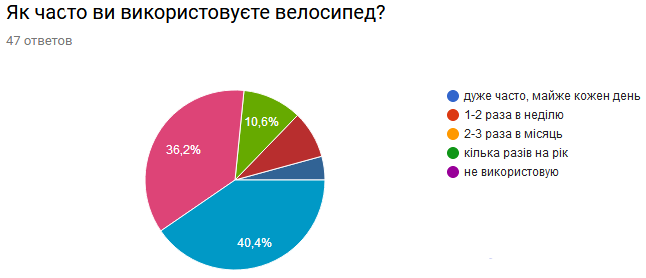 Як часто ви використовуєте велосипед?
47 ответов
дуже часто, майже кожен день
1-2 раза в неділю
2-3 раза в місяць
кілька разів на рік
не використовую
10,6%
36,2%
40,4%